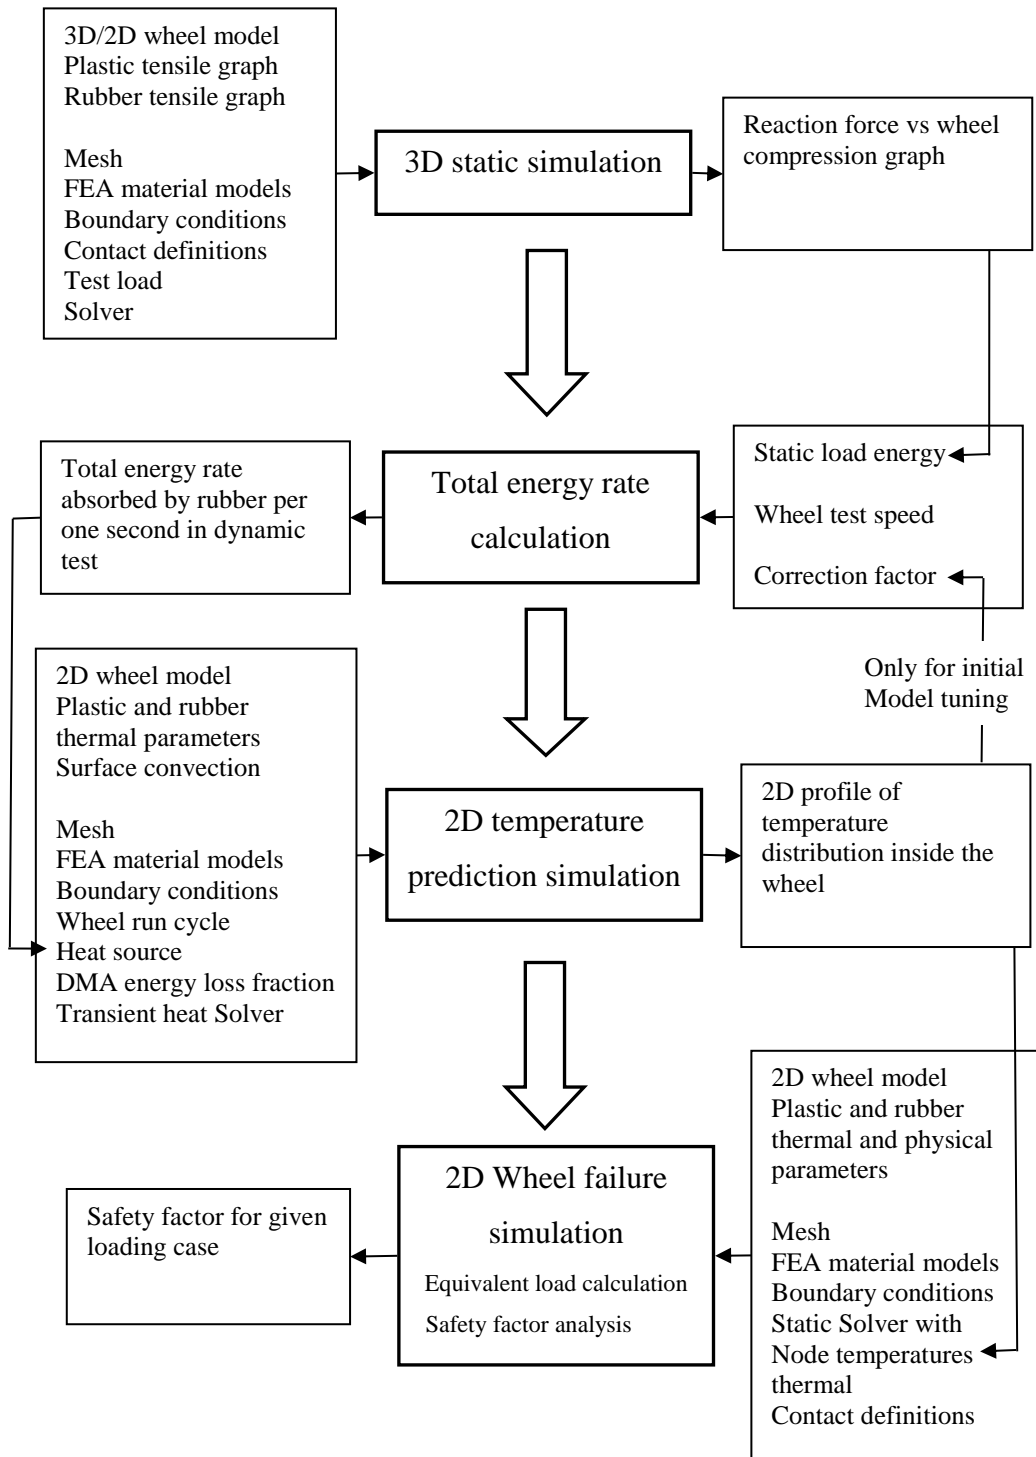 3D/2D wheel model
Plastic tensile graph
Rubber tensile graph
Mesh
FEA material models
Boundary conditions
Contact definitions
Test load
Solver
3D static simulation
Reaction force vs wheel
compression graph
Total energy rate
absorbed by rubber per
one second in dynamic
test
Total energy rate
calculation
Static load energy
Wheel test speed
Correction factor
Only for initial
Model tuning
2D wheel model
Plastic and rubber
thermal parameters
Surface convection
Mesh
FEA material models
Boundary conditions
Wheel run cycle
Heat source
DMA energy loss fraction
Transient heat Solver
2D temperature
prediction simulation
2D profile of
temperature
distribution inside the
wheel
Safety factor for given
loading case
2D Wheel failure
simulation
Equivalent load calculation
Safety factor analysis
2D wheel model
Plastic and rubber
thermal and physical
parameters
Mesh
FEA material models
Boundary conditions
Static Solver with
Node temperatures
thermal
Contact definitions